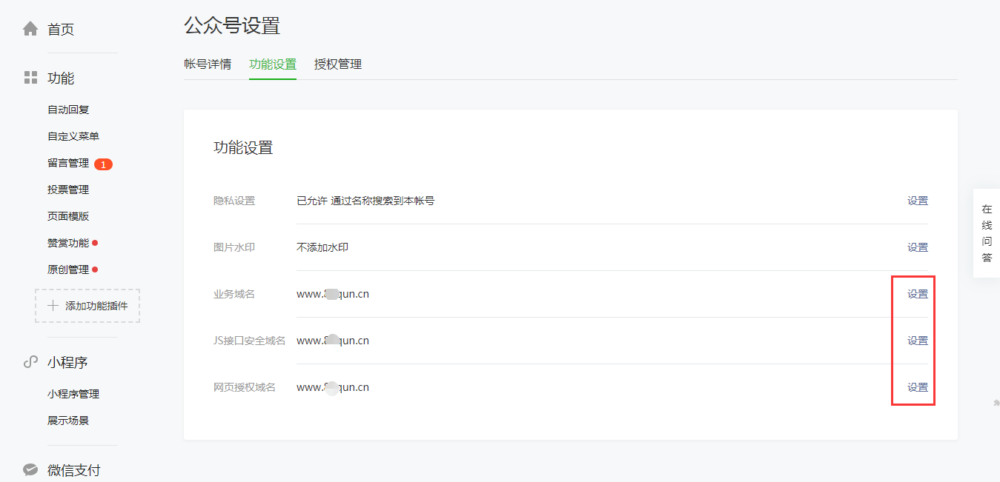 首页
功能
自动回复
自定义菜单
留言管理 1
投票管理
页面模版
赞赏功能
原创管理
添加功能插件
小程序
小程序管理
展示场景
微信支付
公众号设置
帐号详情 功能设置 授权管理
功能设置
隐私设置 已允许 通过名称搜索到本帐号 设置
图片水印 不添加水印 设置
业务域名 www. qun.cn 设置
JS接口安全域名 www. qun.cn 设置
网页授权域名 www. qun.cn 设置
在
线
问
答